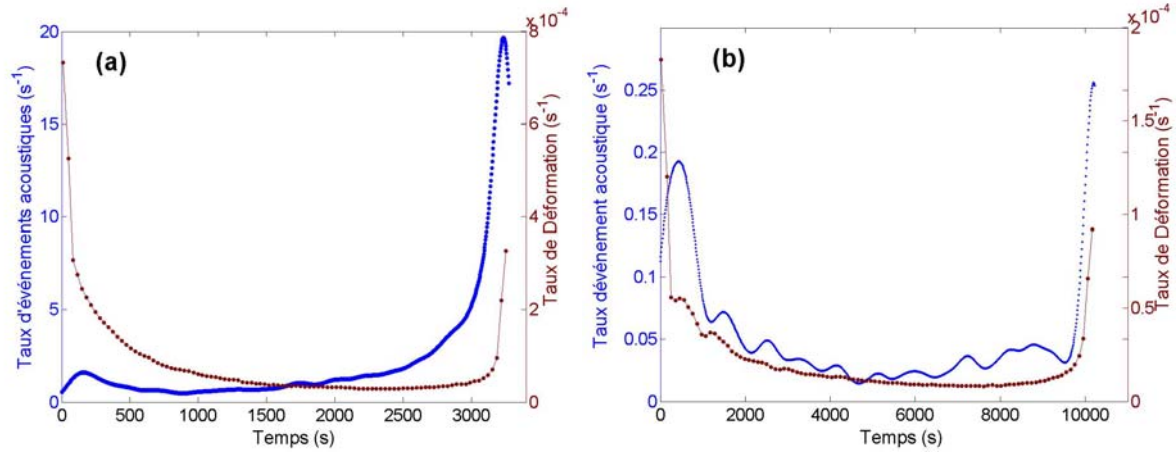 (a)
x 10-4
Taux d'événements acoustiques (s-1)
20
15
10
5
0
8
6
4
2
0
Taux de Déformation (s-1)
0 500 1000 1500 2000 2500 3000
Temps (s)
(b)
x 10-4
Taux dévénement acoustique (s-1)
0.25
0.2
0.15
0.1
0.05
0
2
1.5
1
0.5
0
Taux de Déformation (s-1)
0 2000 4000 6000 8000 10000
Temps (s)